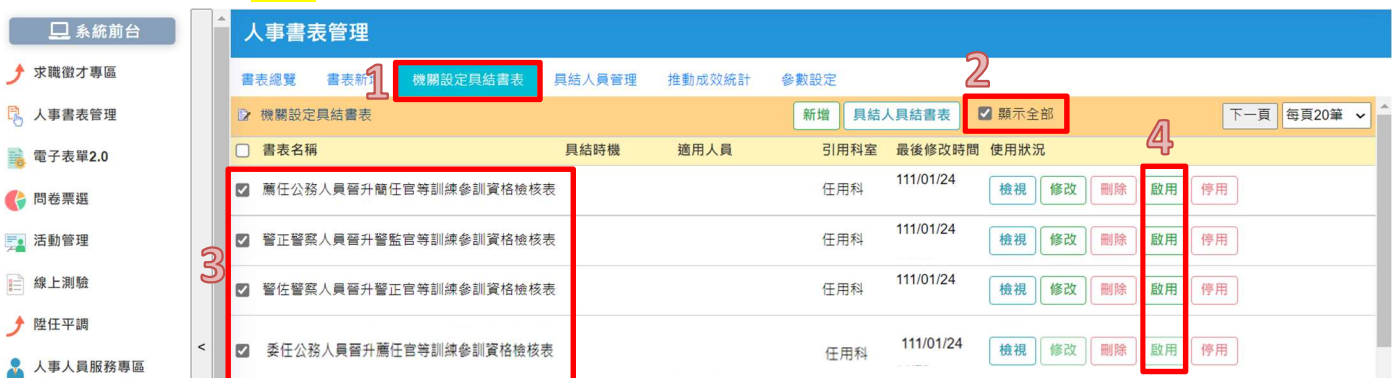 系統前台
求職徵才專區
人事書表管理
電子表單2.0
問卷票選
活動管理
線上測驗
陞任平調
人事人員服務專區
<
人事書表管理
書表總覽 書表新增 機關設定具結書表 具結人員管理 推動成效統計 參數設定
1
2
機關設定具結書表 新增 具結人具結書表 顯示全部 下一頁 每頁20筆
4
書表名稱 具結時機 適用人員 引用科室 最後修改時間 使用狀況
3
薦任公務人員晉升簡任官等訓練參訓資格檢核表 任用科 111/01/24 檢視 修改 刪除 啟用 停用
警正警察人員晉升警監官等訓練參訓資格檢核表 任用科 111/01/24 檢視 修改 刪除 啟用 停用
警佐警察人員晉升警正官等訓練參訓資格檢核表 任用科 111/01/24 檢視 修改 刪除 啟用 停用
委任公務人員晉升薦任官等訓練參訓資格檢核表 任用科 111/01/24 檢視 修改 刪除 啟用 停用